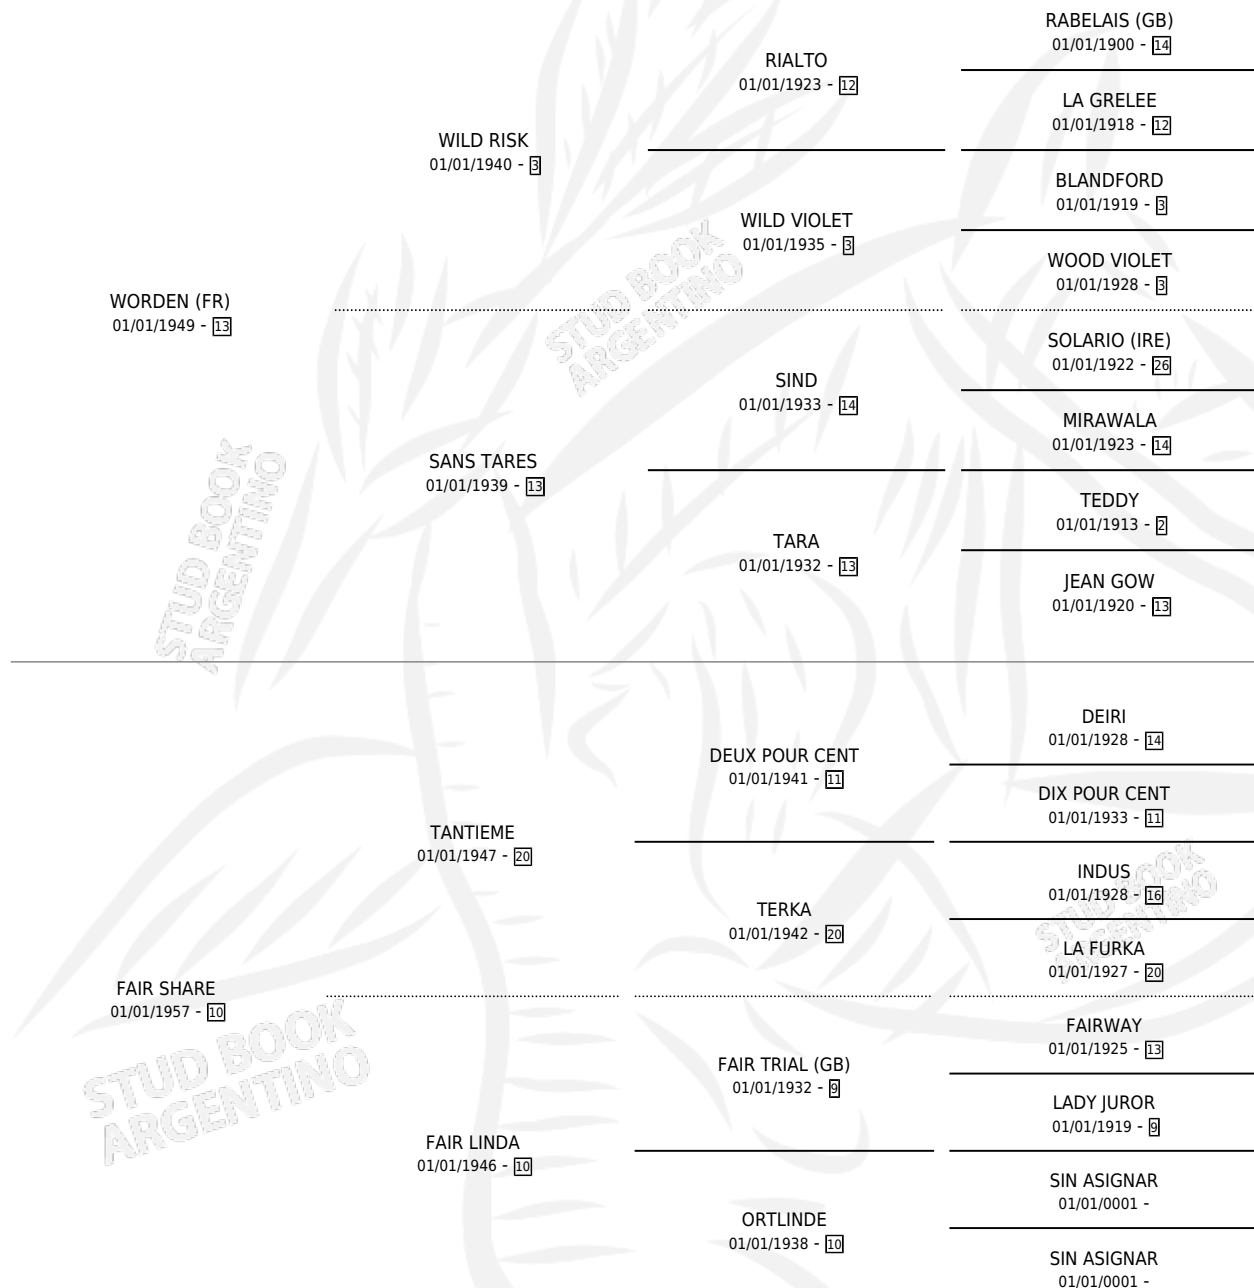 RABELAIS (GB)
01/01/1900 - 14
RIALTO
01/01/1923 - 12
LA GRELEE
01/01/1918 - 12
WILD RISK
01/01/1940 - 3
BLANDFORD
01/01/1919 - 3
WILD VIOLET
01/01/1935 - 3
WOOD VIOLET
01/01/1928 - 3
WORDEN (FR)
01/01/1949 - 13
STUD BOOK
ARGENTINO
SOLARIO (IRE)
01/01/1922 - 26
SIND
01/01/1933 - 14
MIRAWALA
01/01/1923 - 14
SANS TARES
01/01/1939 - 13
TEDDY
01/01/1913 - 2
TARA
01/01/1932 - 13
JEAN GOW
01/01/1920 - 13
STUD BOOK
ARGENTINO
DEIRI
01/01/1928 - 14
DEUX POUR CENT
01/01/1941 - 11
DIX POUR CENT
01/01/1933 - 11
TANTIEME
01/01/1947 - 20
INDUS
01/01/1928 - 16
TERKA
01/01/1942 - 20
LA FURKA
01/01/1927 - 20
STUD BOOK
ARGENTINO
FAIR SHARE
01/01/1957 - 10
FAIRWAY
01/01/1925 - 13
FAIR TRIAL (GB)
01/01/1932 - 9
LADY JUROR
01/01/1919 - 9
STUD BOOK
ARGENTINO
FAIR LINDA
01/01/1946 - 10
SIN ASIGNAR
01/01/0001 -
ORTLINDE
01/01/1938 - 10
SIN ASIGNAR
01/01/0001 -